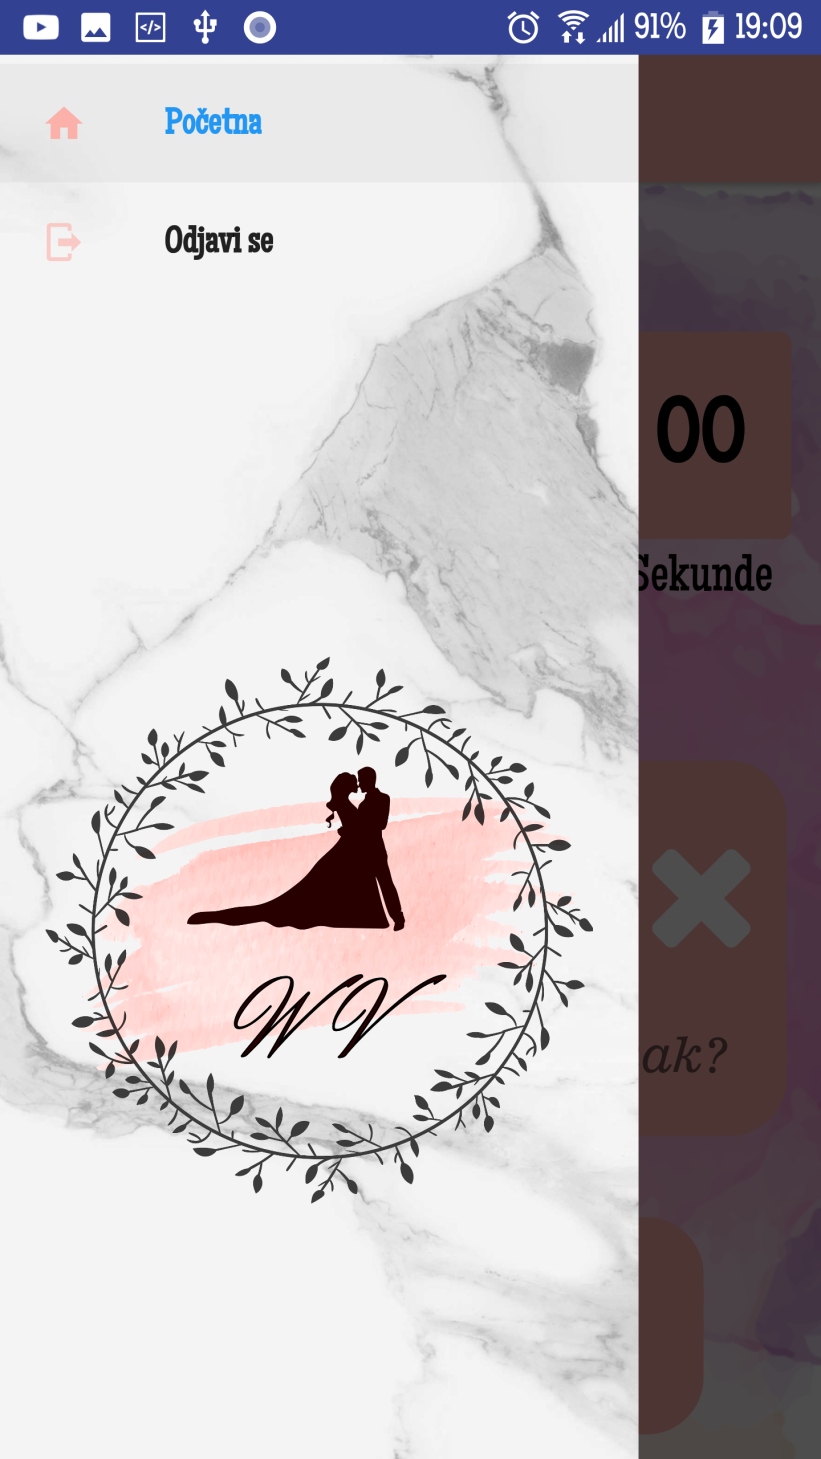 91% 19:09
Početna
Odjavi se
00
Sekunde
WV
ak?